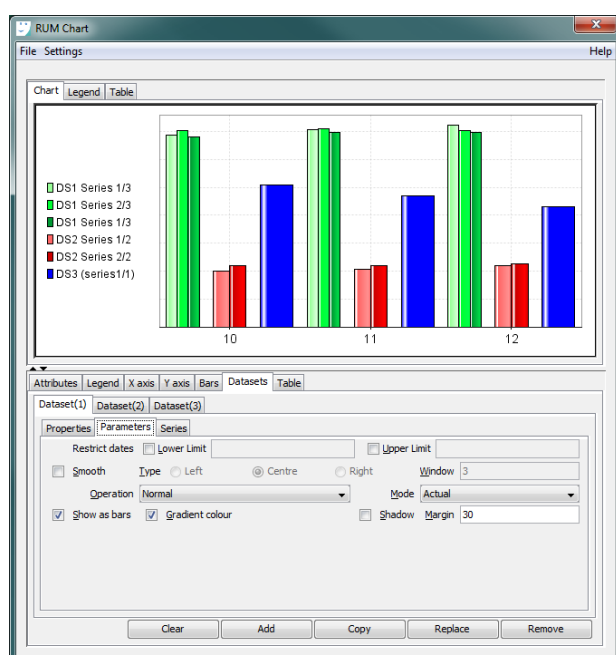 RUM Chart
File Settings Help
Chart Legend Table
DS1 Series 1/3
DS1 Series 2/3
DS1 Series 1/3
DS2 Series 1/2
DS2 Series 2/2
DS3 (series1/1)
10 11 12
Attributes Legend X axis Y axis Bars Datasets Table
Dataset(1) Dataset(2) Dataset(3)
Properties Parameters Series
Restrict dates Lower Limit Upper Limit
Smooth Type Left Centre Right Window 3
Operation Normal Mode Actual
Show as bars Gradient colour Shadow Margin 30
Clear Add Copy Replace Remove